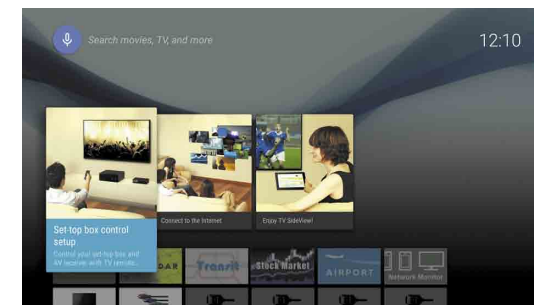 Search movies, TV, and more
12:10
Set-top box control
setup
Control your set-top box and
AV receiver with TV remote...
Connect to the Internet
Enjoy TV SideView!
DAR
Transit
Stock Market
AIRPORT
Network Monitor